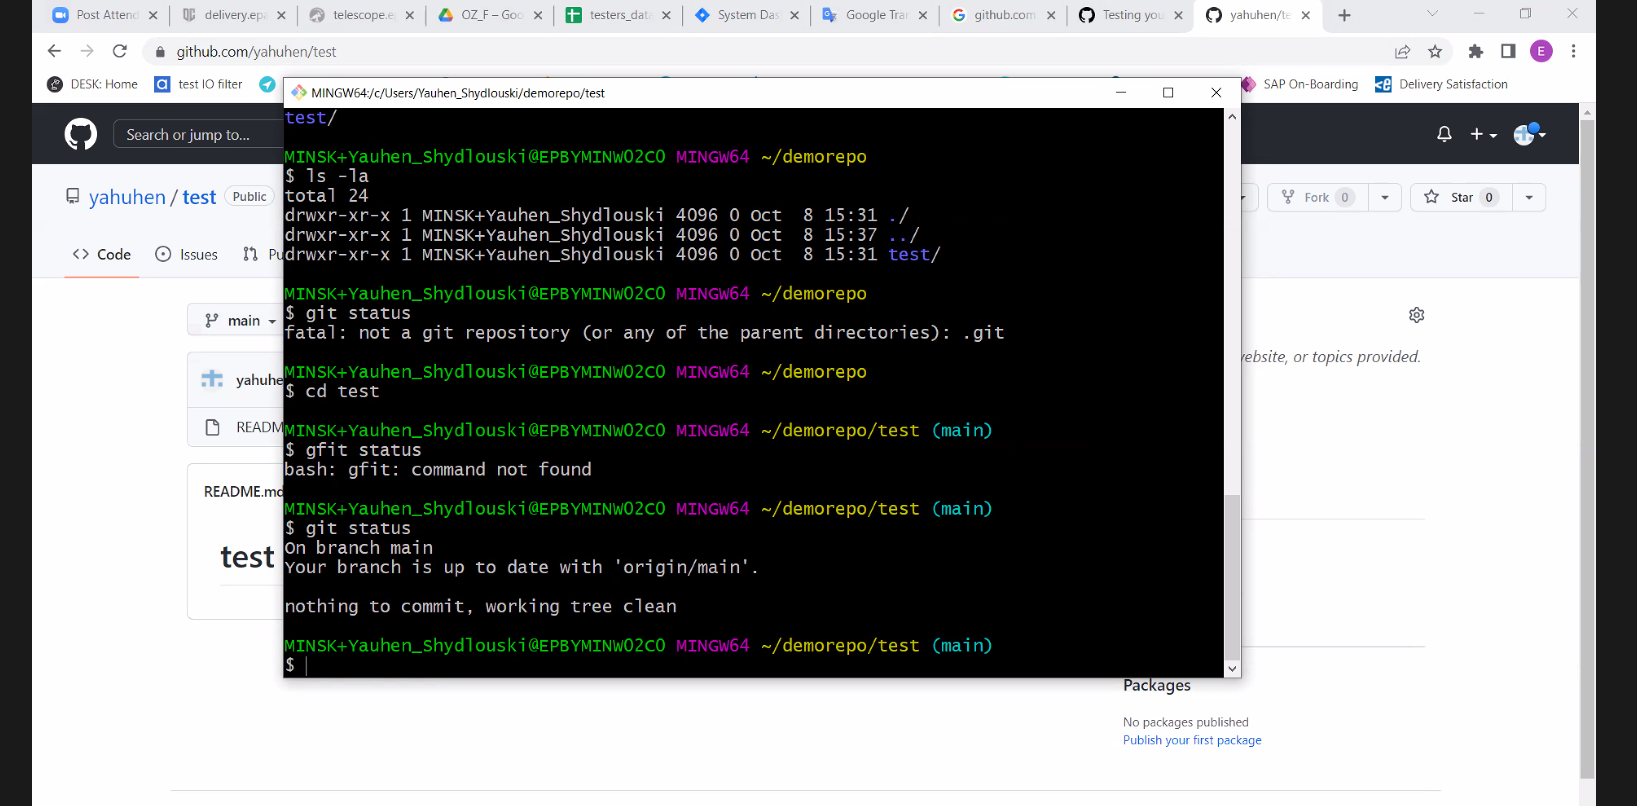 Post Attend
delivery.epa
telescope.ep
OZ_F – Goo
testers_data
System Das
Google Tran
github.com
Testing you
yahuhen/te
github.com/yahuhen/test
E
DESK: Home
test IO filter
SAP On-Boarding
Delivery Satisfaction
MINGW64:/c/Users/Yauhen_Shydlouski/demorepo/test
Search or jump to...
yahuhen / test
Public
Fork 0
Star 0
Code
Issues
Pu
main
yahuhe
READM
README.md
test
website, or topics provided.
Packages
No packages published
Publish your first package
test/
MINSK+Yauhen_Shydlouski@EPBYMINW02C0 MINGW64 ~/demorepo
$ ls -la
total 24
drwxr-xr-x 1 MINSK+Yauhen_Shydlouski 4096 0 Oct  8 15:31 ./
drwxr-xr-x 1 MINSK+Yauhen_Shydlouski 4096 0 Oct  8 15:37 ../
drwxr-xr-x 1 MINSK+Yauhen_Shydlouski 4096 0 Oct  8 15:31 test/
MINSK+Yauhen_Shydlouski@EPBYMINW02C0 MINGW64 ~/demorepo
$ git status
fatal: not a git repository (or any of the parent directories): .git
MINSK+Yauhen_Shydlouski@EPBYMINW02C0 MINGW64 ~/demorepo
$ cd test
MINSK+Yauhen_Shydlouski@EPBYMINW02C0 MINGW64 ~/demorepo/test (main)
$ gfit status
bash: gfit: command not found
MINSK+Yauhen_Shydlouski@EPBYMINW02C0 MINGW64 ~/demorepo/test (main)
$ git status
On branch main
Your branch is up to date with 'origin/main'.
nothing to commit, working tree clean
MINSK+Yauhen_Shydlouski@EPBYMINW02C0 MINGW64 ~/demorepo/test (main)
$